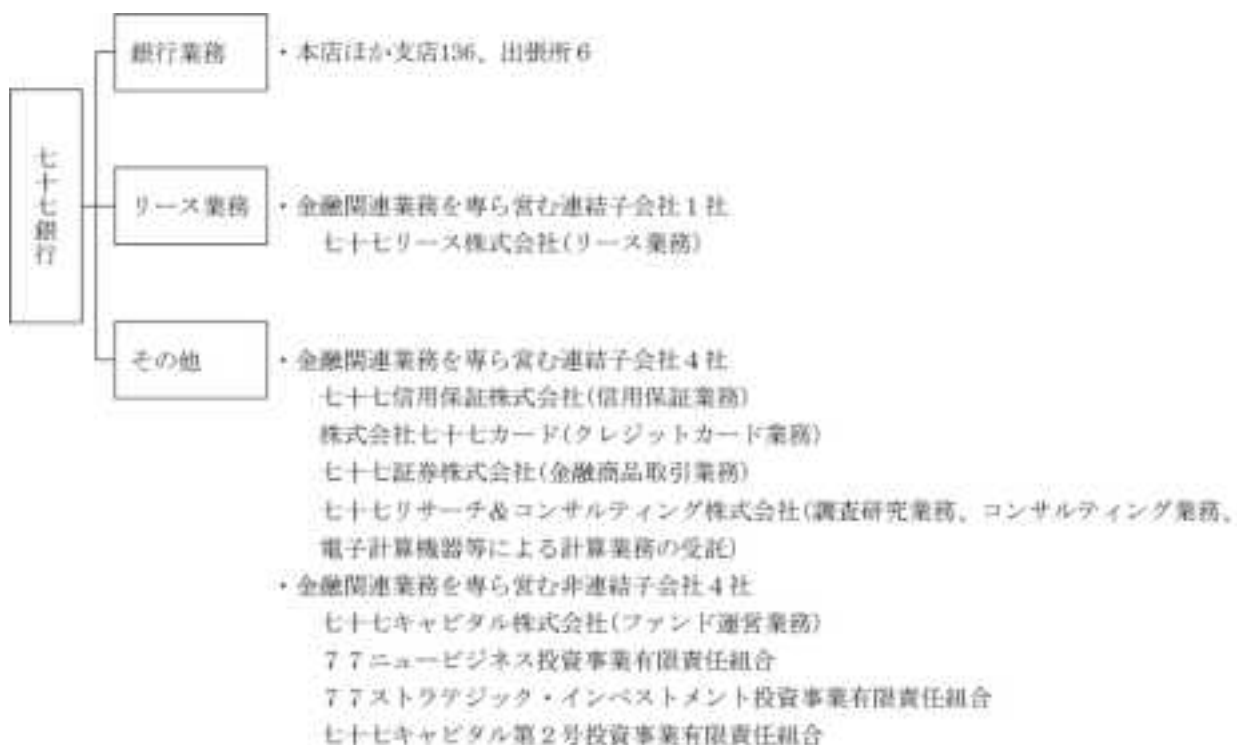 七十七銀行
銀行業務
・本店ほか支店136、出張所6
リース業務
・金融関連業務を専ら営む連結子会社1社
七十七リース株式会社(リース業務)
その他
・金融関連業務を専ら営む連結子会社4社
七十七信用保証株式会社(信用保証業務)
株式会社七十七カード(クレジットカード業務)
七十七証券株式会社(金融商品取引業務)
七十七リサーチ&コンサルティング株式会社(調査研究業務、コンサルティング業務、
電子計算機器等による計算業務の受託)
・金融関連業務を専ら営む非連結子会社4社
七十七キャピタル株式会社(ファンド運営業務)
77ニュービジネス投資事業有限責任組合
77ストラテジック・インベストメント投資事業有限責任組合
七十七キャピタル第2号投資事業有限責任組合